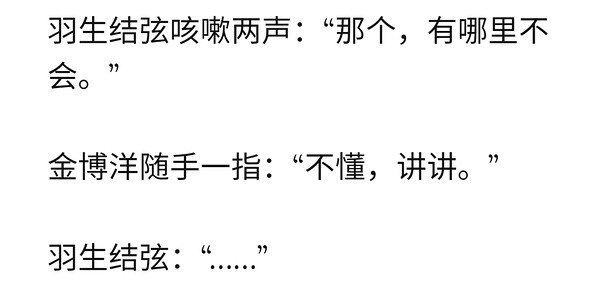 羽生结弦咳嗽两声：“那个，有哪里不
会。”
金博洋随手一指：“不懂，讲讲。”
羽生结弦：“……”